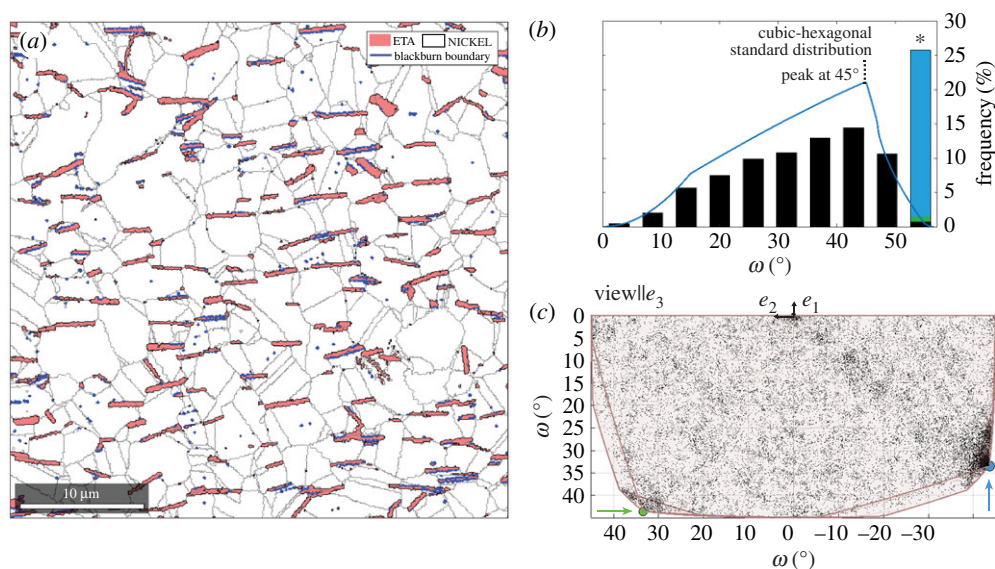 (a)
ETA NICKEL
blackburn boundary
10 µm
(b)
cubic-hexagonal
standard distribution
peak at 45°
*
30
25
20
15
10
5
0
frequency (%)
0 10 20 30 40 50
ω (°)
(c)
view||e3
e2 e1
0
5
10
15
20
25
30
35
40
ω (°)
40 30 20 10 0 −10 −20 −30
ω (°)